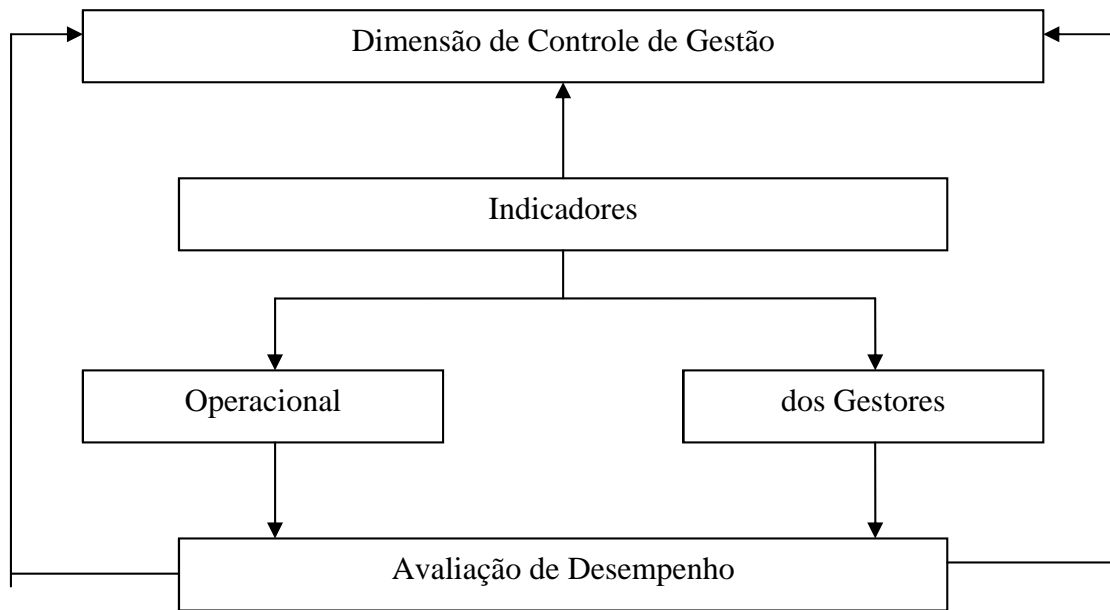 Dimensão de Controle de Gestão
Indicadores
Operacional
dos Gestores
Avaliação de Desempenho